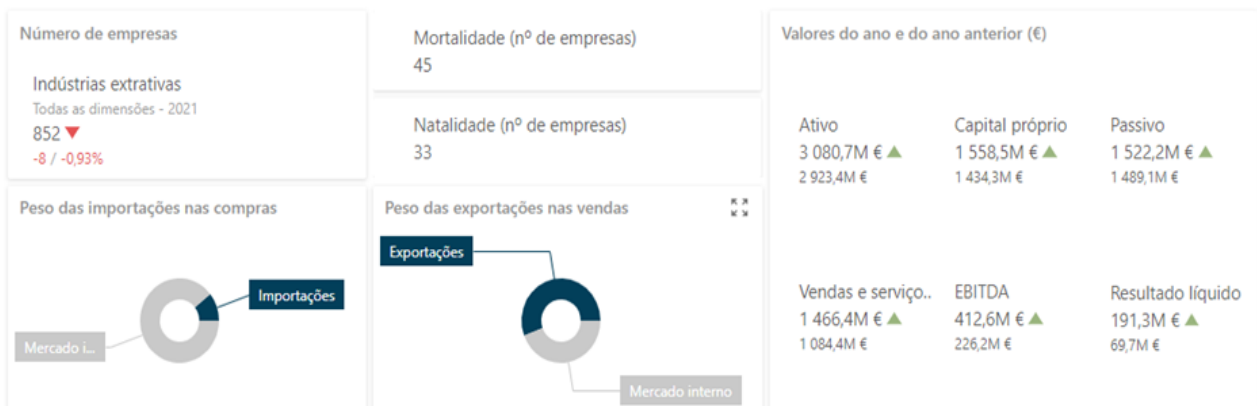 Número de empresas
Indústrias extrativas
Todas as dimensões - 2021
852
-8 / -0,93%
Mortalidade (nº de empresas)
45
Natalidade (nº de empresas)
33
Valores do ano e do ano anterior (€)
Ativo
3 080,7M € ▲
2 923,4M €
Capital próprio
1 558,5M € ▲
1 434,3M €
Passivo
1 522,2M € ▲
1 489,1M €
Vendas e serviço..
1 466,4M € ▲
1 084,4M €
EBITDA
412,6M € ▲
226,2M €
Resultado líquido
191,3M € ▲
69,7M €
Peso das importações nas compras
Importações
Mercado i...
Peso das exportações nas vendas
Exportações
Mercado interno